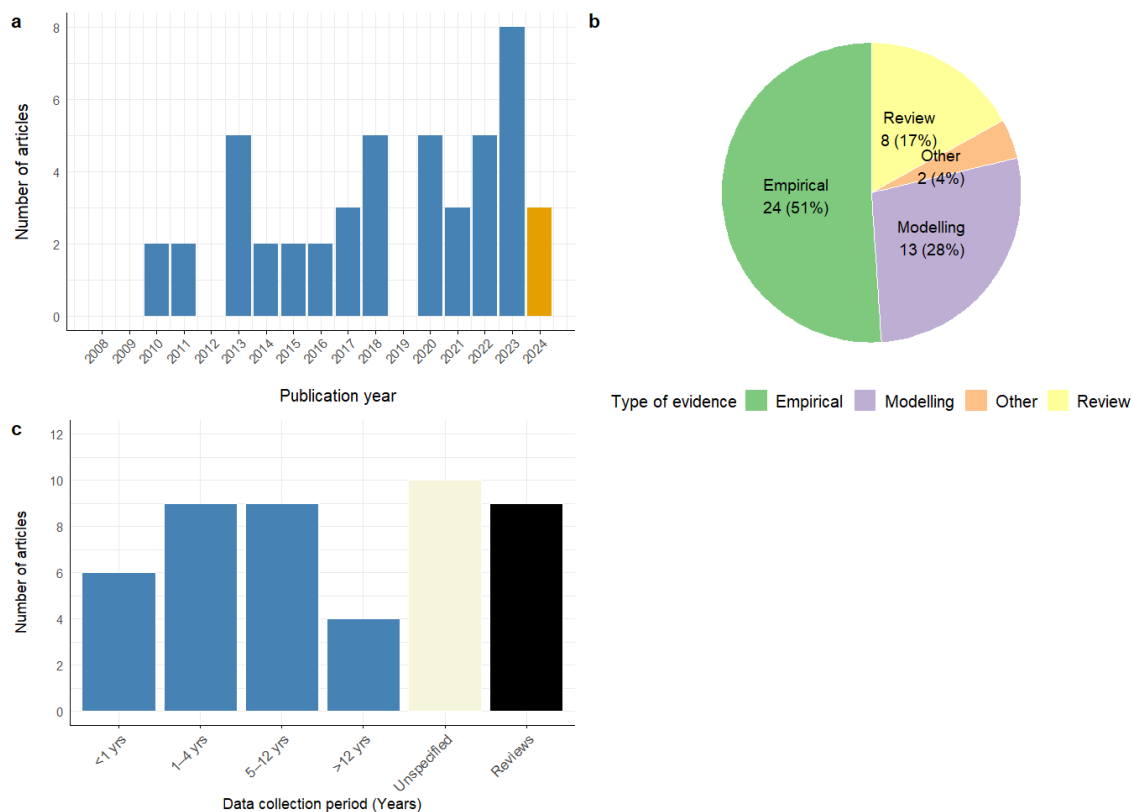 a
8
6
4
2
0
Number of articles
2008 2009 2010 2011 2012 2013 2014 2015 2016 2017 2018 2019 2020 2021 2022 2023 2024
Publication year
b
Review
8 (17%)
Other
2 (4%)
Empirical
24 (51%)
Modelling
13 (28%)
Type of evidence Empirical Modelling Other Review
c
12
10
8
6
4
2
0
Number of articles
<1 yrs 1–4 yrs 5–12 yrs >12 yrs Unspecified Reviews
Data collection period (Years)